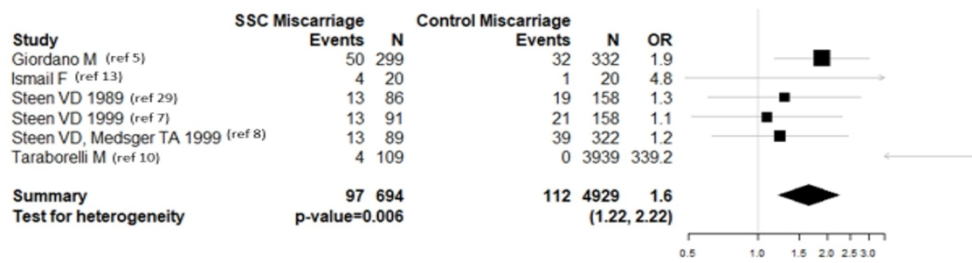 SSC Miscarriage Control Miscarriage
Study Events N Events N OR
Giordano M (ref 5) 50 299 32 332 1.9
Ismail F (ref 13) 4 20 1 20 4.8
Steen VD 1989 (ref 29) 13 86 19 158 1.3
Steen VD 1999 (ref 7) 13 91 21 158 1.1
Steen VD, Medsger TA 1999 (ref 8) 13 89 39 322 1.2
Taraborelli M (ref 10) 4 109 0 3939 339.2
Summary 97 694 112 4929 1.6
Test for heterogeneity p-value=0.006 (1.22, 2.22)
0.5 1.0 1.5 2.0 2.5 3.0